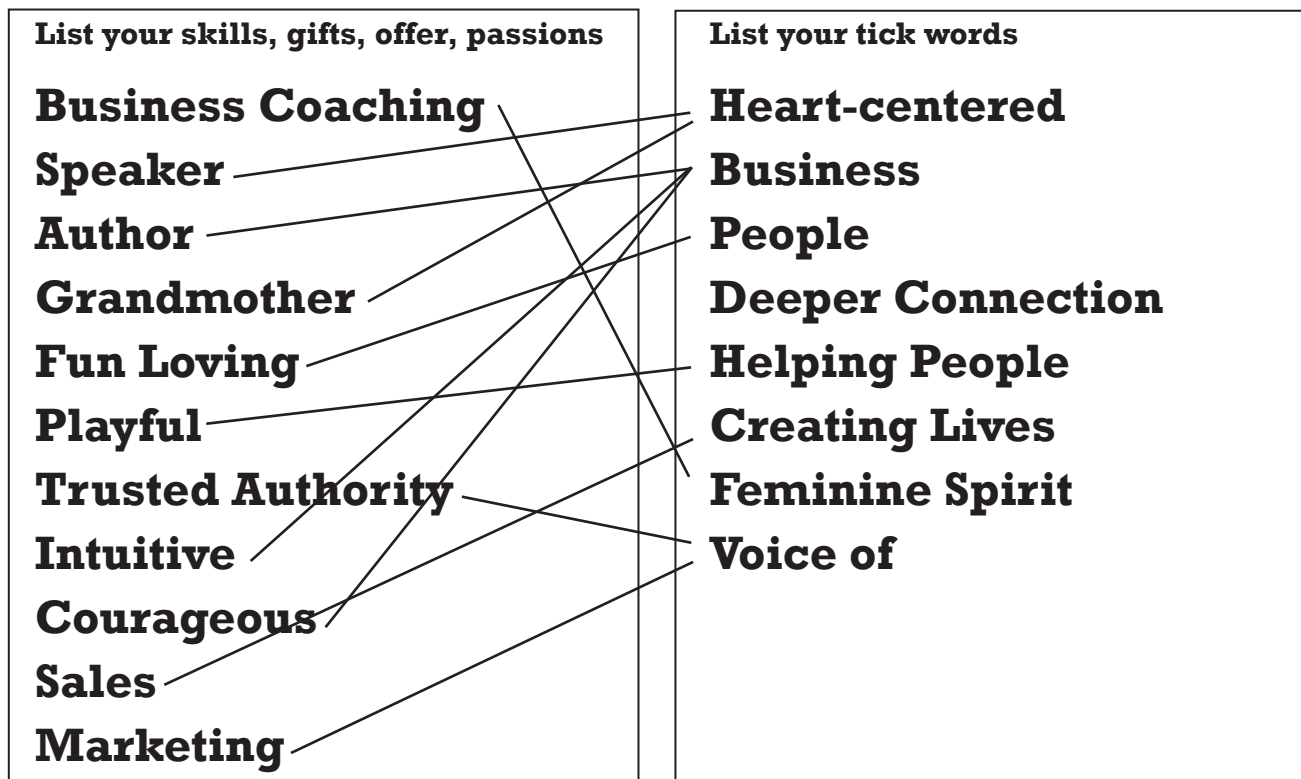 List your skills, gifts, offer, passions
Business Coaching
Speaker
Author
Grandmother
Fun Loving
Playful
Trusted Authority
Intuitive
Courageous
Sales
Marketing
List your tick words
Heart-centered
Business
People
Deeper Connection
Helping People
Creating Lives
Feminine Spirit
Voice of